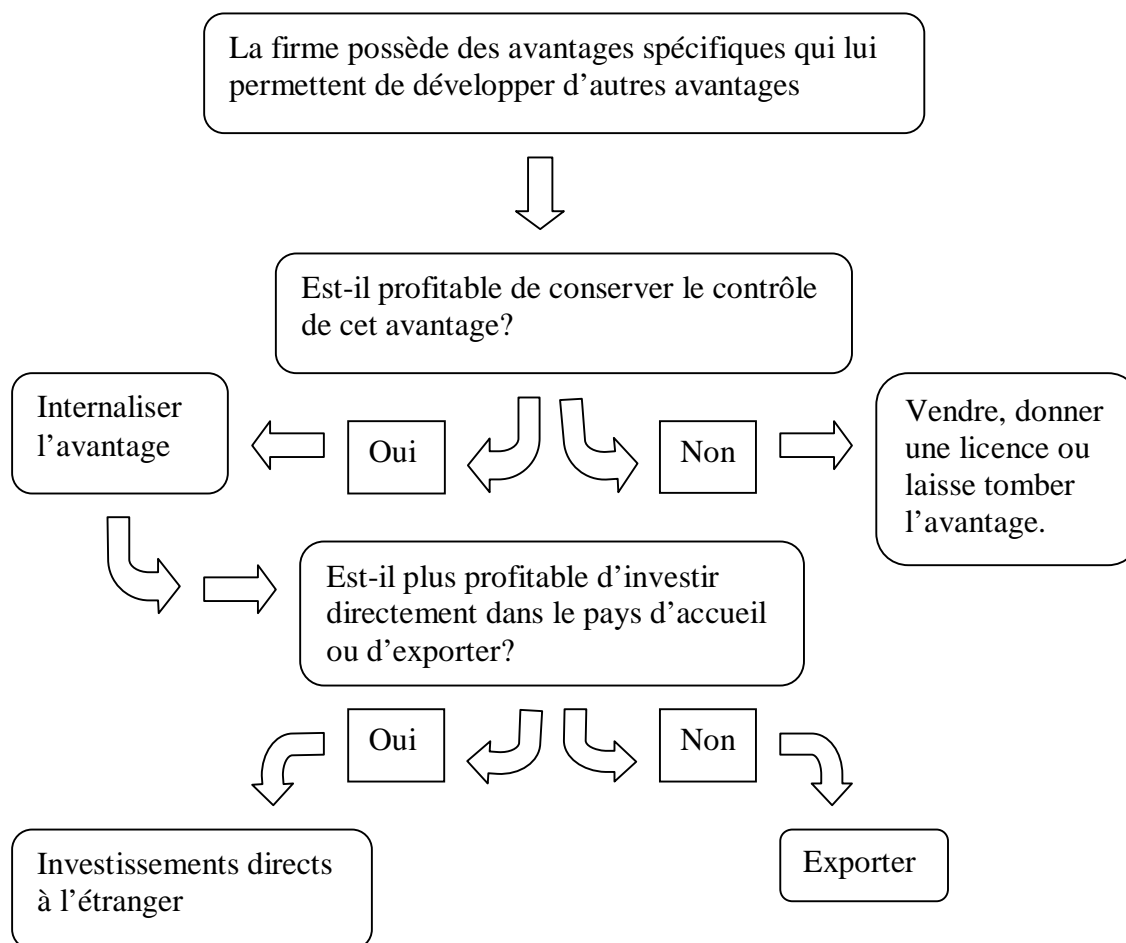 La firme possède des avantages spécifiques qui lui
permettent de développer d’autres avantages
Est-il profitable de conserver le contrôle
de cet avantage?
Internaliser
l’avantage
Oui
Non
Vendre, donner
une licence ou
laisse tomber
l’avantage.
Est-il plus profitable d’investir
directement dans le pays d’accueil
ou d’exporter?
Oui
Non
Investissements directs
à l’étranger
Exporter